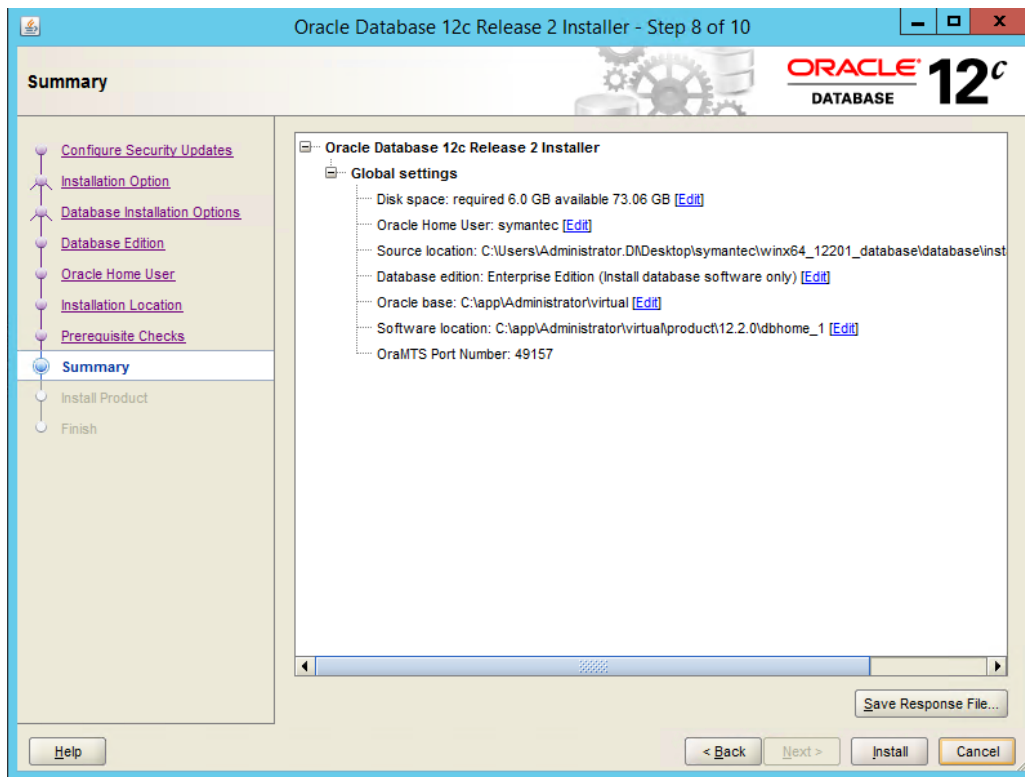 Oracle Database 12c Release 2 Installer - Step 8 of 10
Summary
ORACLE
DATABASE
12c
Configure Security Updates
Installation Option
Database Installation Options
Database Edition
Oracle Home User
Installation Location
Prerequisite Checks
Summary
Install Product
Finish
Oracle Database 12c Release 2 Installer
Global settings
Disk space: required 6.0 GB available 73.06 GB [Edit]
Oracle Home User: symantec [Edit]
Source location: C:\Users\Administrator.DI\Desktop\symantec\winx64_12201_database\database\inst
Database edition: Enterprise Edition (Install database software only) [Edit]
Oracle base: C:\app\Administrator\virtual [Edit]
Software location: C:\app\Administrator\virtual\product\12.2.0\dbhome_1 [Edit]
OraMTS Port Number: 49157
Save Response File...
Help
< Back
Next >
Install
Cancel